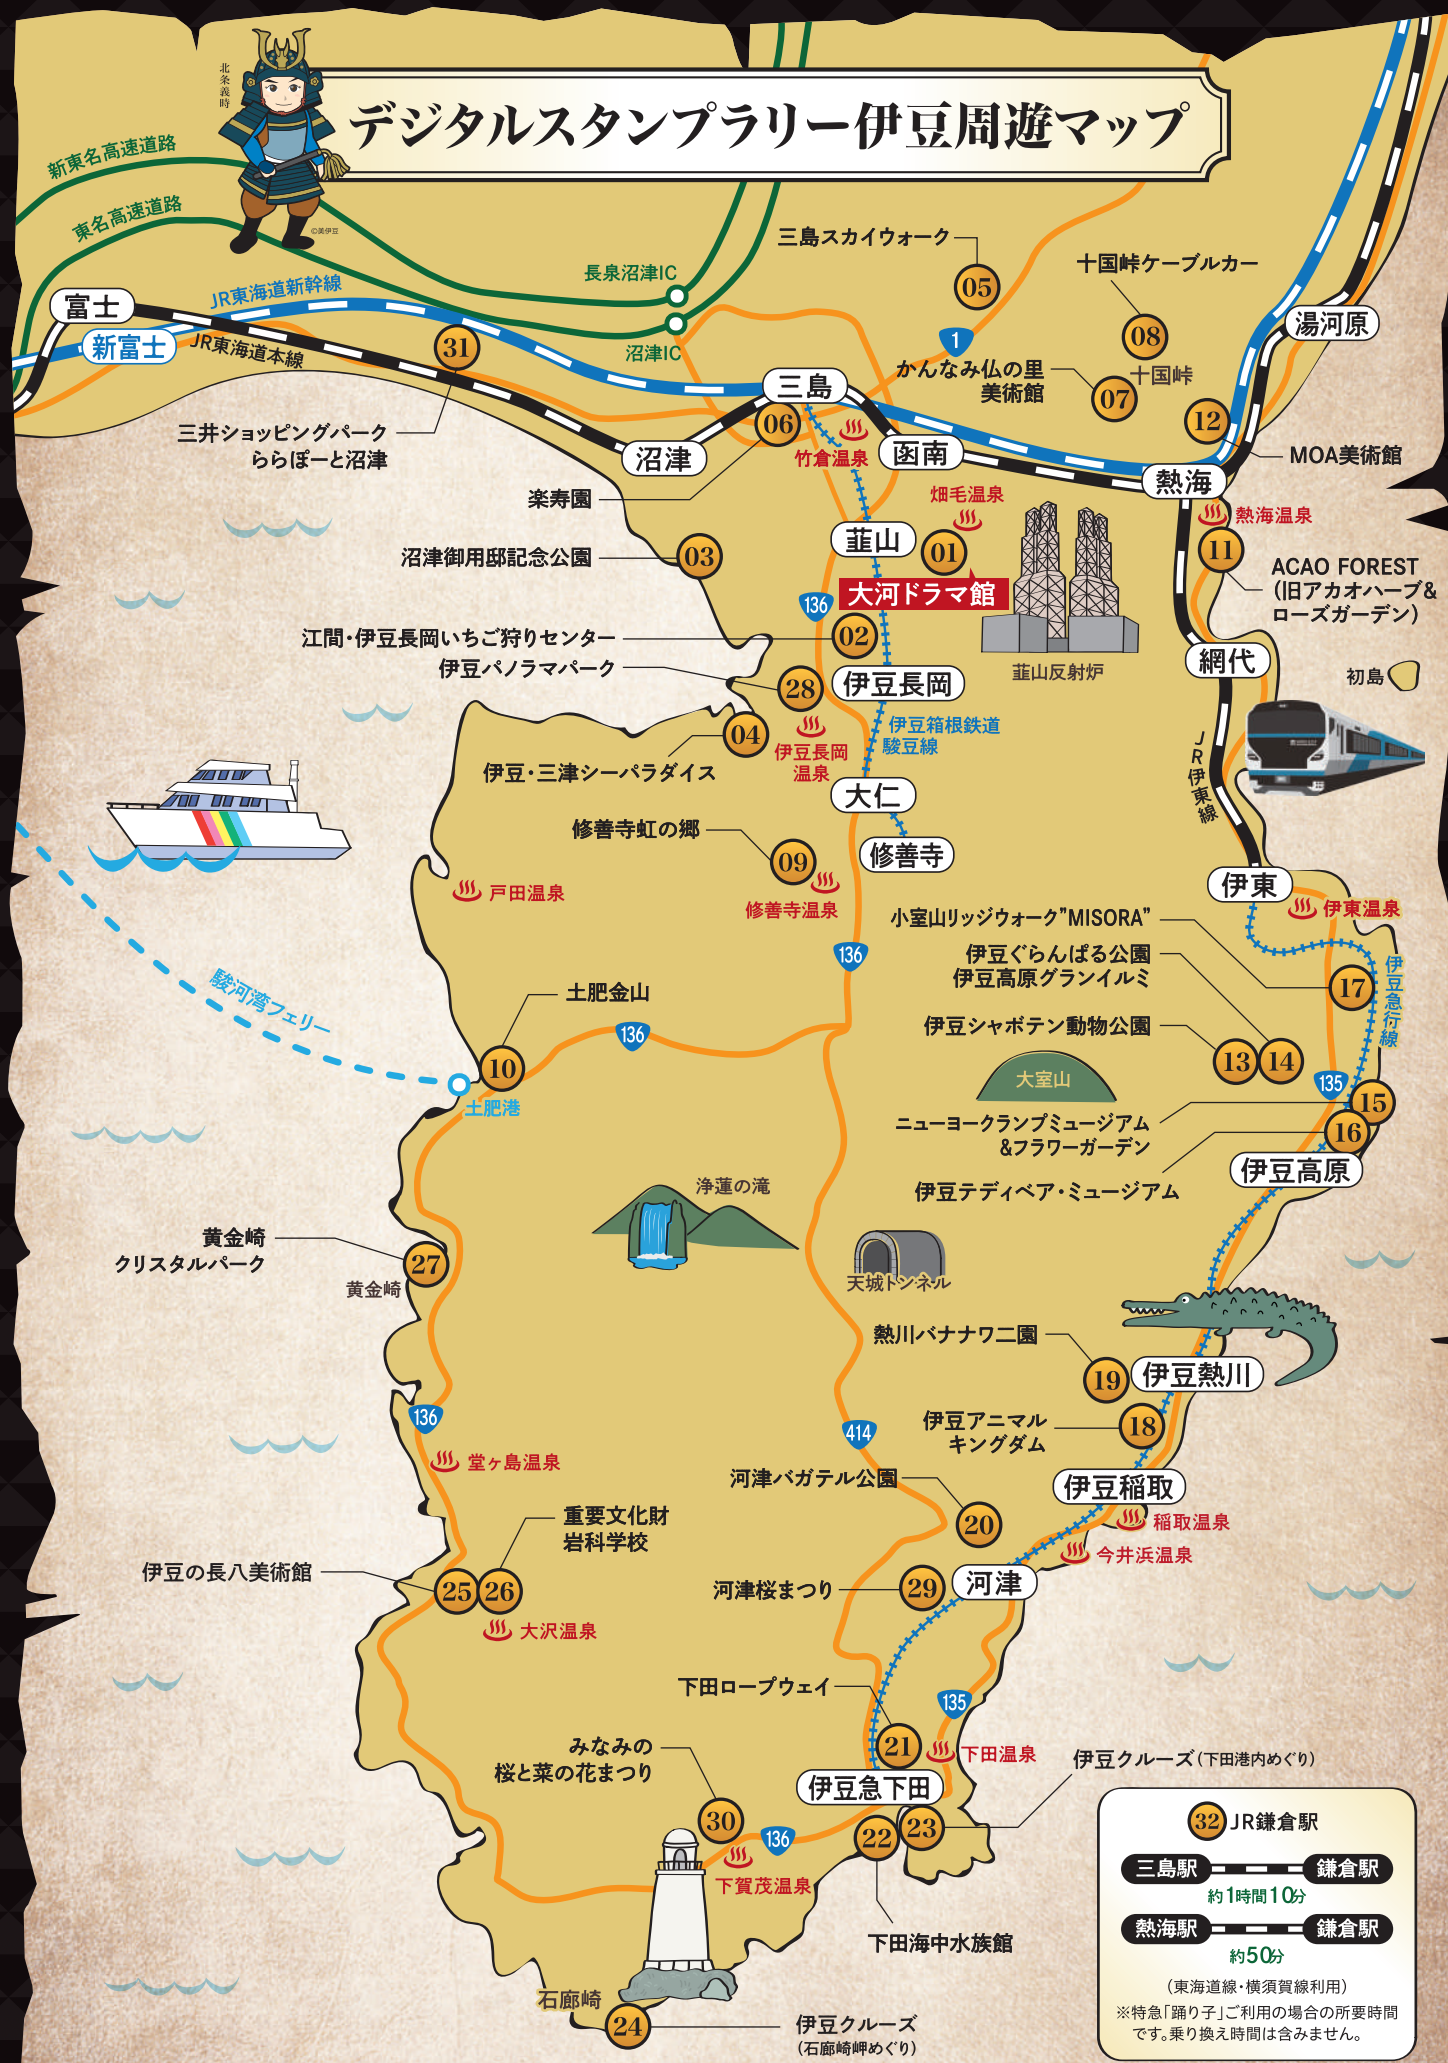 北条義時
デジタルスタンプラリー伊豆周遊マップ
©美伊豆
新東名高速道路
東名高速道路
三島スカイウォーク
05
十国峠ケーブルカー
08
十国峠
長泉沼津IC
沼津IC
JR東海道新幹線
富士
新富士
JR東海道本線
31
湯河原
1
かんなみ仏の里
美術館
07
三島
06
12
MOA美術館
三井ショッピングパーク
ららぽーと沼津
沼津
竹倉温泉
函南
熱海
楽寿園
畑毛温泉
熱海温泉
韮山
01
11
沼津御用邸記念公園
03
ACAO FOREST
(旧アカオハーブ&
ローズガーデン)
136
大河ドラマ館
江間・伊豆長岡いちご狩りセンター
02
伊豆パノラマパーク
28
伊豆長岡
韮山反射炉
網代
初島
04
伊豆長岡
温泉
伊豆箱根鉄道
駿豆線
伊豆・三津シーパラダイス
JR伊東線
大仁
修善寺虹の郷
09
修善寺
修善寺温泉
戸田温泉
伊東
伊東温泉
小室山リッジウォーク"MISORA"
17
伊豆急行線
136
伊豆ぐらんぱる公園
伊豆高原グランイルミ
駿河湾フェリー
土肥金山
136
伊豆シャボテン動物公園
13
14
10
土肥港
大室山
135
15
ニューヨークランプミュージアム
&フラワーガーデン
16
伊豆高原
伊豆テディベア・ミュージアム
浄蓮の滝
黄金崎
クリスタルパーク
27
黄金崎
天城トンネル
熱川バナナワニ園
19
伊豆熱川
136
伊豆アニマル
キングダム
18
414
堂ヶ島温泉
河津バガテル公園
伊豆稲取
20
稲取温泉
今井浜温泉
重要文化財
岩科学校
伊豆の長八美術館
25
26
河津桜まつり
29
河津
大沢温泉
下田ロープウェイ
135
21
下田温泉
みなみの
桜と菜の花まつり
伊豆急下田
伊豆クルーズ(下田港内めぐり)
30
136
22
23
下賀茂温泉
下田海中水族館
石廊崎
24
伊豆クルーズ
(石廊崎岬めぐり)
32 JR鎌倉駅
三島駅 鎌倉駅
約1時間10分
熱海駅 鎌倉駅
約50分
(東海道線・横須賀線利用)
※特急「踊り子」ご利用の場合の所要時間
です。乗り換え時間は含みません。